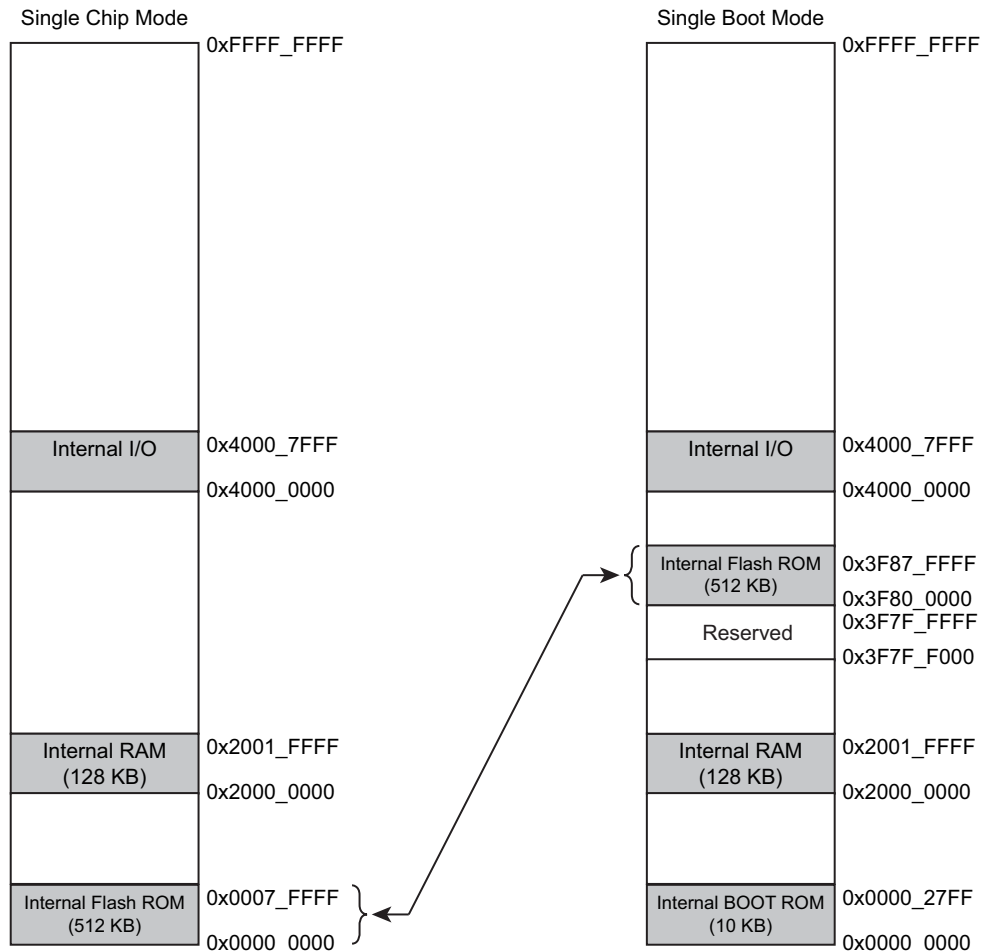 Single Chip Mode
0xFFFF_FFFF
Internal I/O
0x4000_7FFF
0x4000_0000
Internal RAM
(128 KB)
0x2001_FFFF
0x2000_0000
Internal Flash ROM
(512 KB)
0x0007_FFFF
0x0000_0000
Single Boot Mode
0xFFFF_FFFF
Internal I/O
0x4000_7FFF
0x4000_0000
Internal Flash ROM
(512 KB)
0x3F87_FFFF
0x3F80_0000
Reserved
0x3F7F_FFFF
0x3F7F_F000
Internal RAM
(128 KB)
0x2001_FFFF
0x2000_0000
Internal BOOT ROM
(10 KB)
0x0000_27FF
0x0000_0000